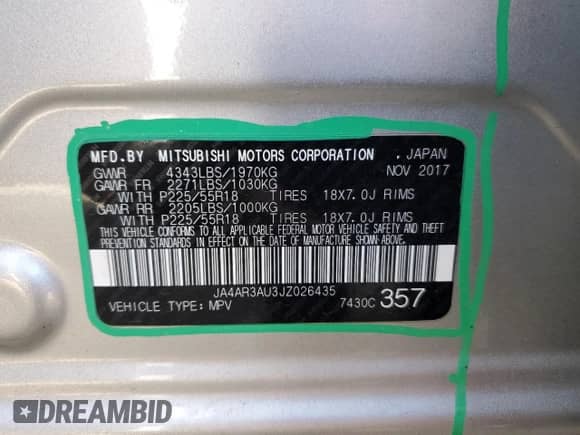 MFD.BY MITSUBISHI MOTORS CORPORATION . JAPAN
GWR 4343LBS/1970KG NOV 2017
GAWR FR 2271LBS/1030KG
WITH P225/55R18 TIRES 18X7.0J RIMS
GAWR RR 2205LBS/1000KG
WITH P225/55R18 TIRES 18X7.0J RIMS
THIS VEHICLE CONFORMS TO ALL APPLICABLE FEDERAL MOTOR VEHICLE SAFETY AND THEFT
PREVENTION STANDARDS IN EFFECT ON THE DATE OF MANUFACTURE SHOWN ABOVE.
JA4AR3AU3JZ026435
VEHICLE TYPE:MPV 7430C 357
DREAMBID